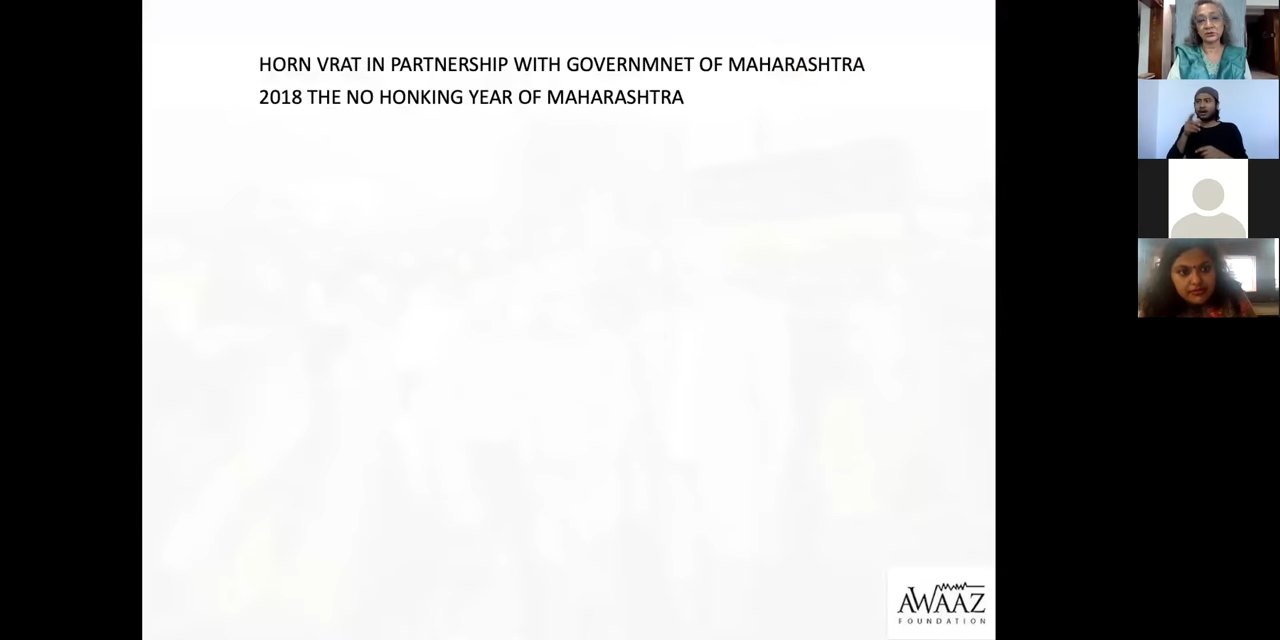 HORN VRAT IN PARTNERSHIP WITH GOVERNMNET OF MAHARASHTRA
2018 THE NO HONKING YEAR OF MAHARASHTRA
AWAAZ
FOUNDATION